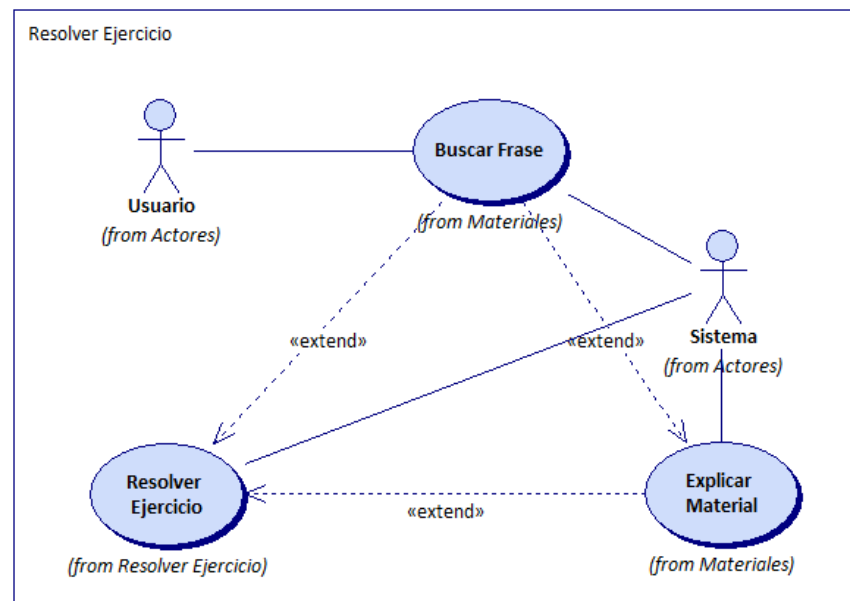 Resolver Ejercicio
Buscar Frase
Usuario
(from Actores)
(from Materiales)
«extend»
«extend»
Sistema
(from Actores)
Resolver
Ejercicio
Explicar
Material
«extend»
(from Resolver Ejercicio)
(from Materiales)